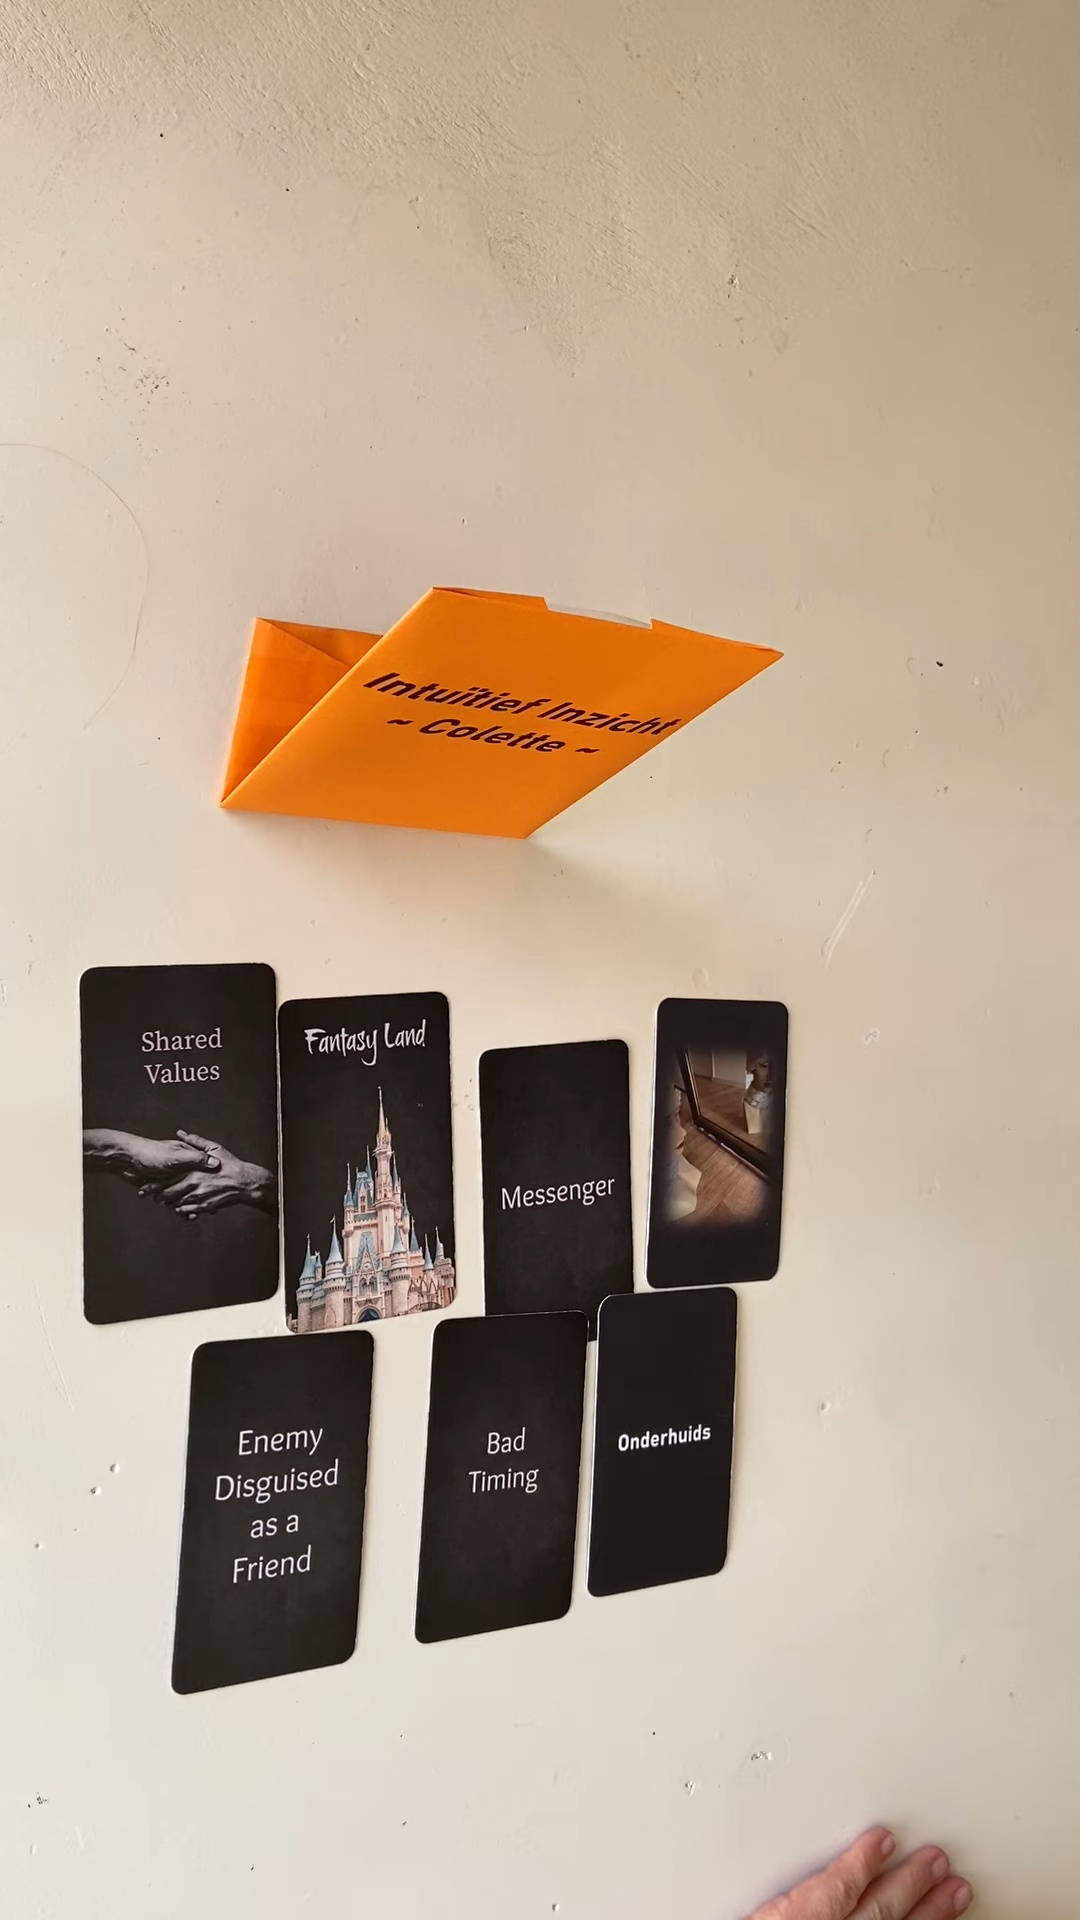 Intuïtief Inzicht
~ Colette ~
Shared
Values
Fantasy Land
Messenger
Enemy
Disguised
as a
Friend
Bad
Timing
Onderhuids